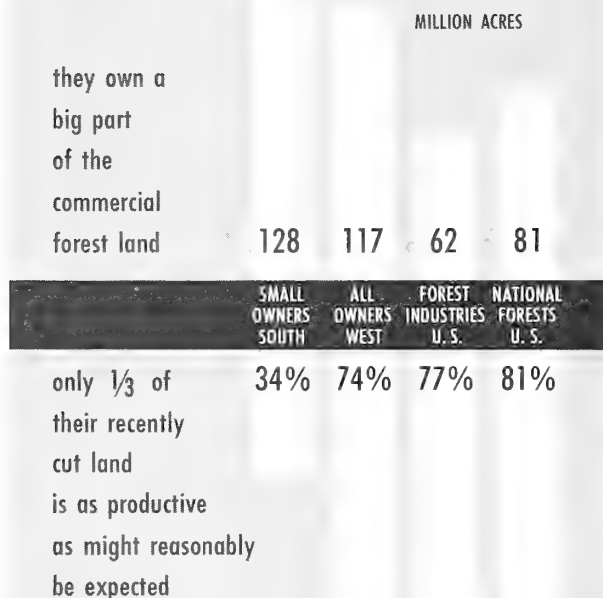 MILLION ACRES
they own a
big part
of the
commercial
forest land 128 117 62 81
SMALL ALL FOREST NATIONAL
OWNERS OWNERS INDUSTRIES FORESTS
SOUTH WEST U.S. U.S.
only 1/3 of 34% 74% 77% 81%
their recently
cut land
is as productive
as might reasonably
be expected